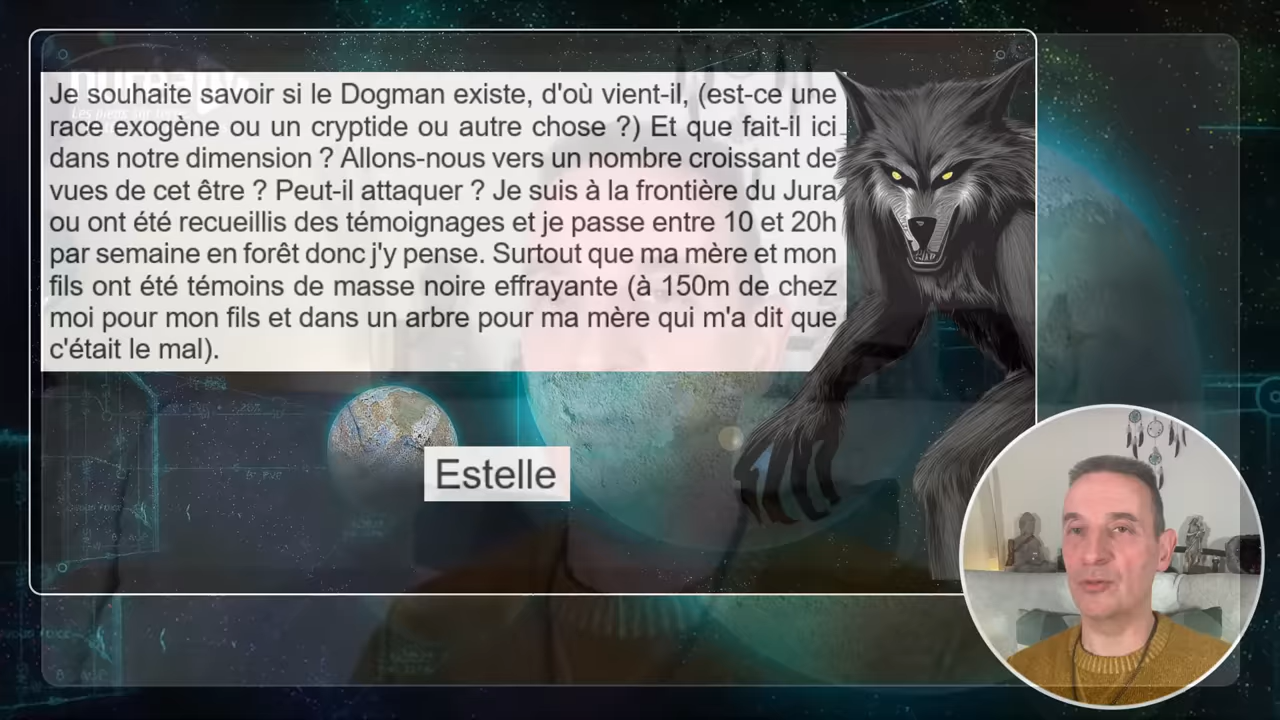 Je souhaite savoir si le Dogman existe, d'où vient-il, (est-ce une
race exogène ou un cryptide ou autre chose ?) Et que fait-il ici
dans notre dimension ? Allons-nous vers un nombre croissant de
vues de cet être ? Peut-il attaquer ? Je suis à la frontière du Jura
ou ont été recueillis des témoignages et je passe entre 10 et 20h
par semaine en forêt donc j'y pense. Surtout que ma mère et mon
fils ont été témoins de masse noire effrayante (à 150m de chez
moi pour mon fils et dans un arbre pour ma mère qui m'a dit que
c'était le mal).
Estelle